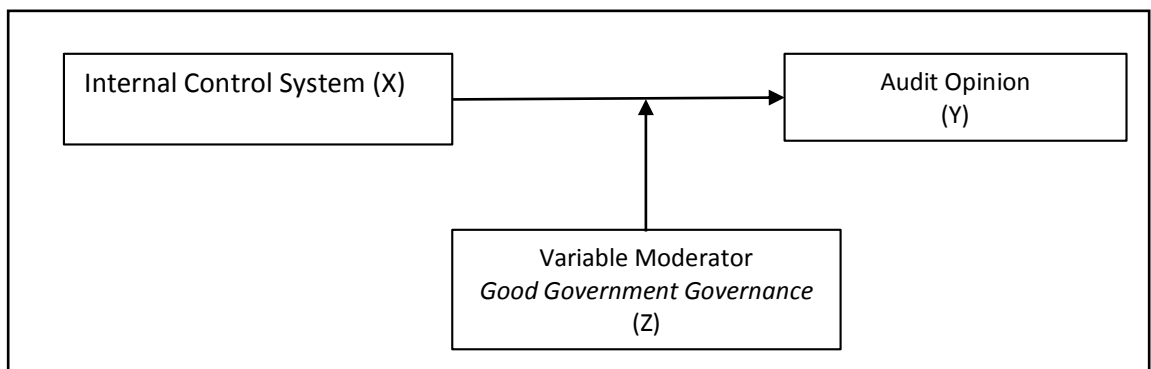 Internal Control System (X)
Audit Opinion
(Y)
Variable Moderator
Good Government Governance
(Z)